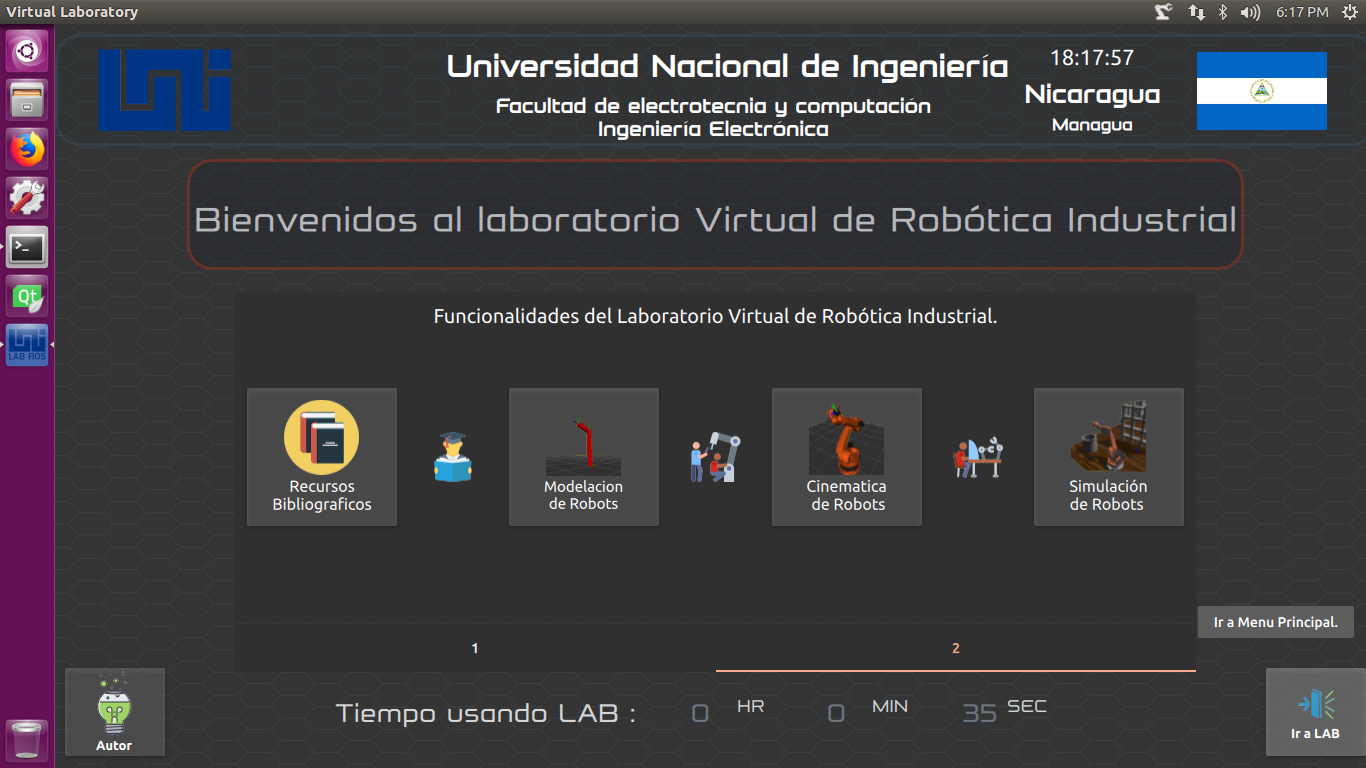 Virtual Laboratory
6:17 PM
Universidad Nacional de Ingeniería
Facultad de electrotecnia y computación
Ingeniería Electrónica
18:17:57
Nicaragua
Managua
Bienvenidos al laboratorio Virtual de Robótica Industrial
Funcionalidades del Laboratorio Virtual de Robótica Industrial.
Recursos
Bibliograficos
Modelacion
de Robots
Cinematica
de Robots
Simulación
de Robots
Qt
LAB ROS
Ir a Menu Principal.
1
2
Autor
Tiempo usando LAB : 0 HR 0 MIN 35 SEC
Ir a LAB